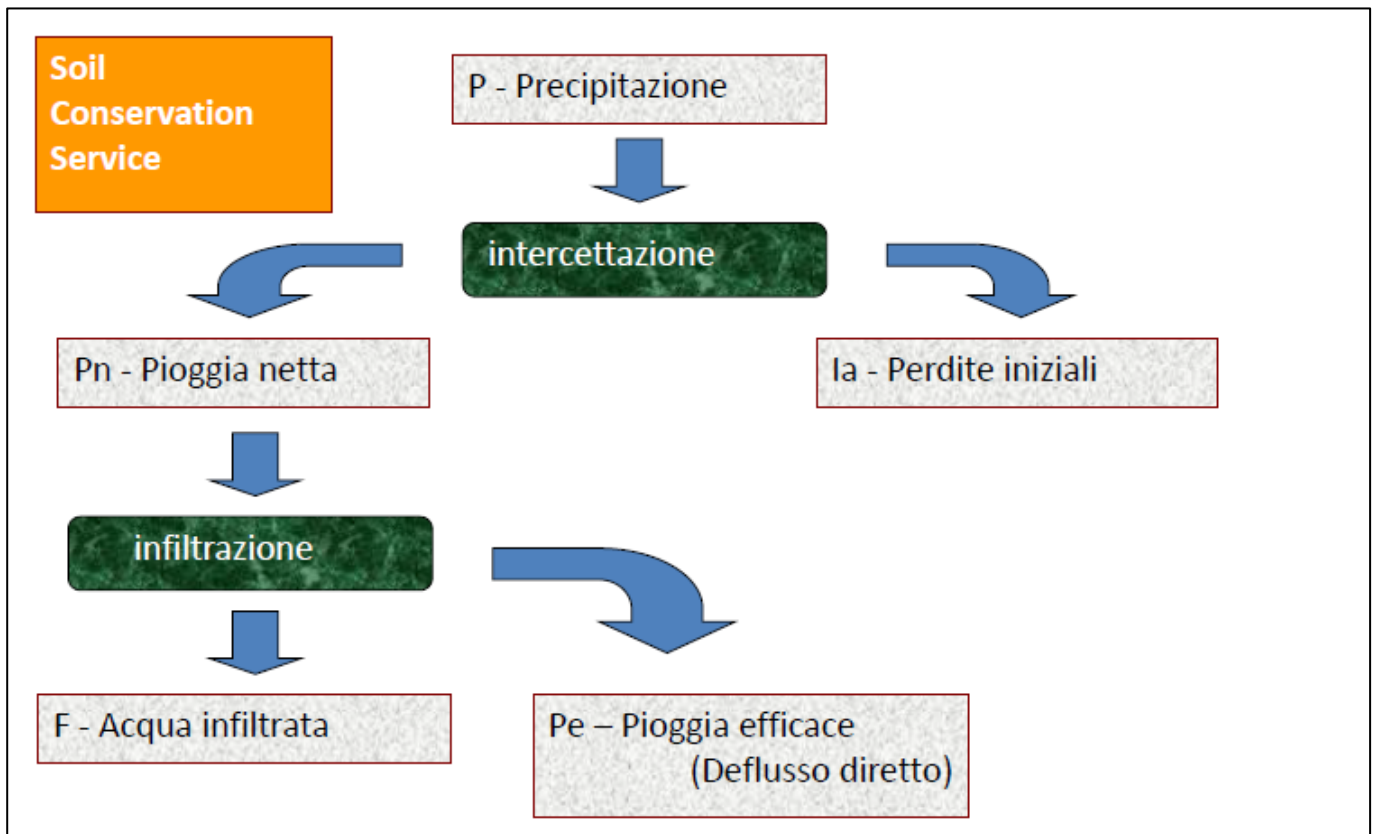 Soil
Conservation
Service
P - Precipitazione
intercettazione
Pn - Pioggia netta
Ia - Perdite iniziali
infiltrazione
F - Acqua infiltrata
Pe – Pioggia efficace
(Deflusso diretto)